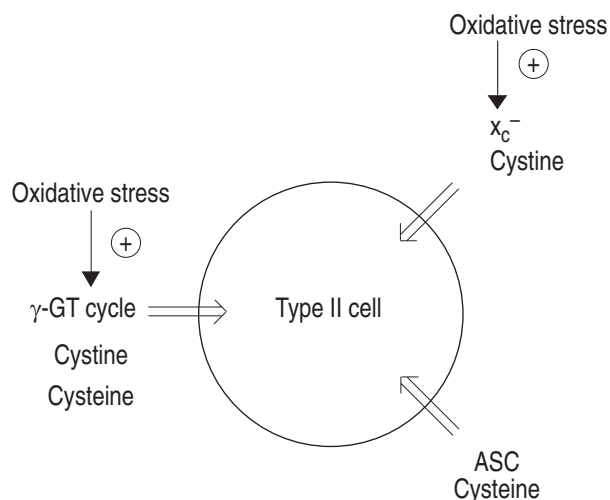 Oxidative stress
+
x_c^−
Cystine
Oxidative stress
+
γ-GT cycle
Cystine
Cysteine
Type II cell
ASC
Cysteine